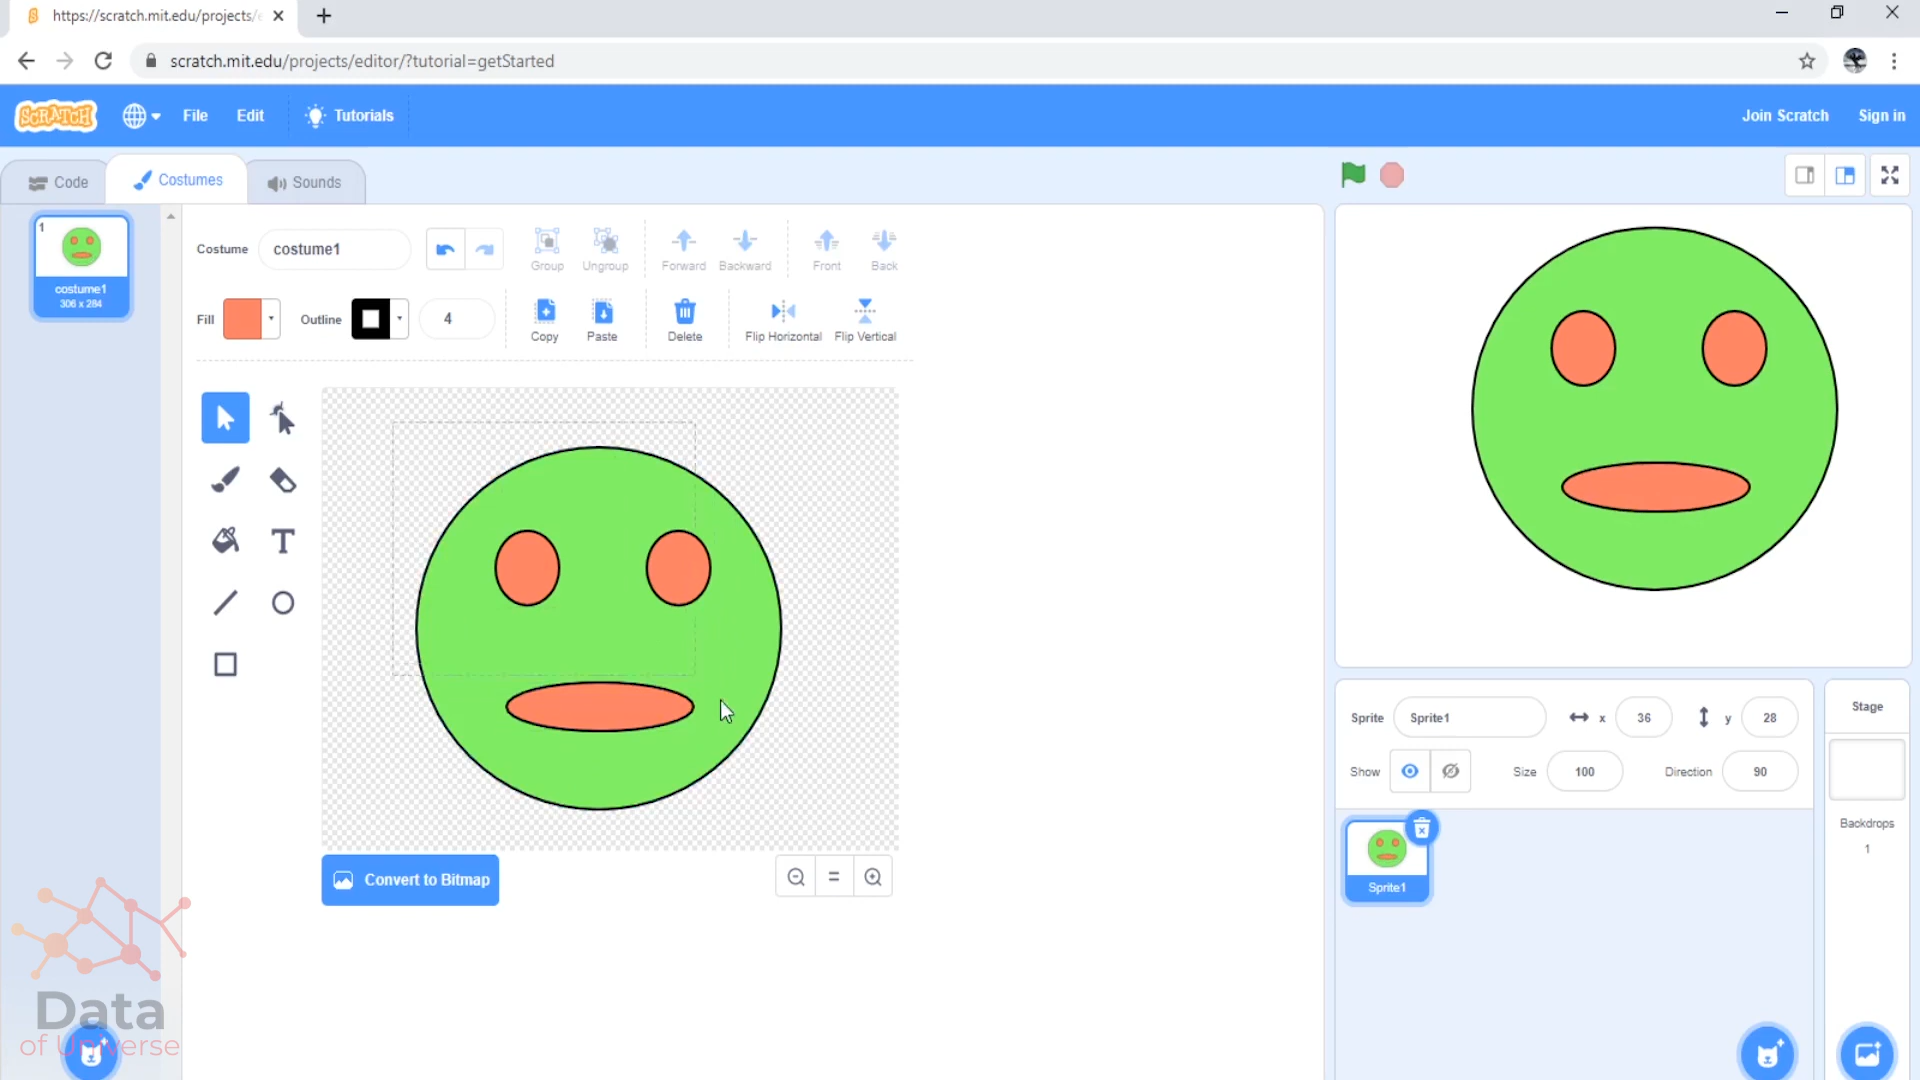 https://scratch.mit.edu/projects/e
scratch.mit.edu/projects/editor/?tutorial=getStarted
SCRATCH File Edit Tutorials Join Scratch Sign in
Code Costumes Sounds
1
costume1
306 x 284
Costume costume1 Group Ungroup Forward Backward Front Back
Fill Outline 4 Copy Paste Delete Flip Horizontal Flip Vertical
T
Convert to Bitmap
=
Sprite Sprite1 x 36 y 28
Show Size 100 Direction 90
Sprite1
Stage
Backdrops
1
Data
of Universe